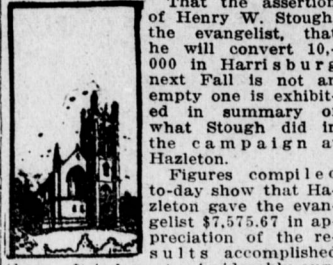 That the assertion
of Henry W. Stough
the evangelist, that
he will convert 10,-
000 in Harrisburg
next Fall is not an
empty one is exhibit-
ed in summary of
what Stough did in
the campaign at
Hazleton.
Figures compiled
to-day show that Ha-
zleton gave the evan-
gelist $7,575.67 in ap-
preciation of the re-
sults accomplished